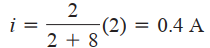 i = 2/(2 + 8) (2) = 0.4 A